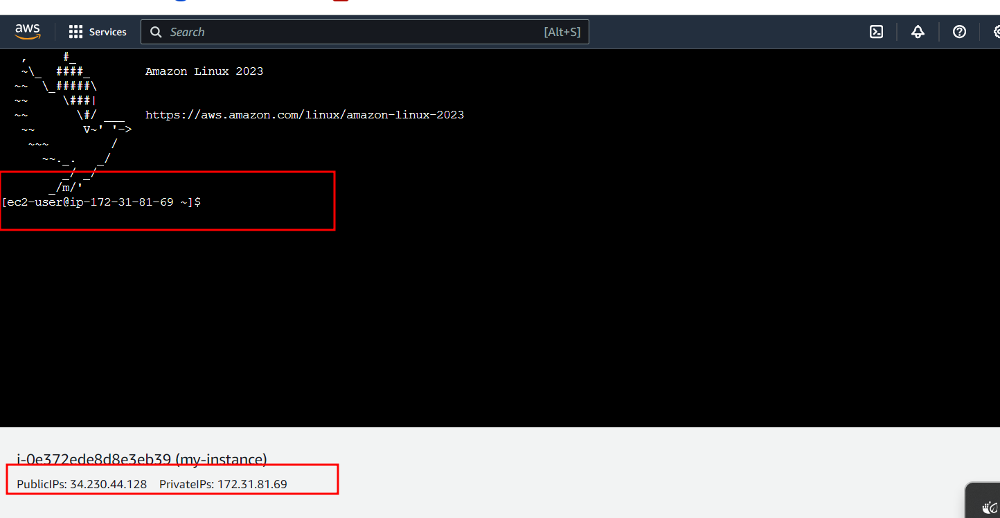 aws Services Search [Alt+S]
   ,     #_
   ~\_  ####_        Amazon Linux 2023
  ~~  \_#####\
  ~~     \###|
  ~~       \#/ ___   https://aws.amazon.com/linux/amazon-linux-2023
   ~~       V~' '->
    ~~~         /
      ~~._.   _/
         _/ _/
       _/m/'
[ec2-user@ip-172-31-81-69 ~]$
i-0e372ede8d8e3eb39 (my-instance)
PublicIPs: 34.230.44.128 PrivateIPs: 172.31.81.69